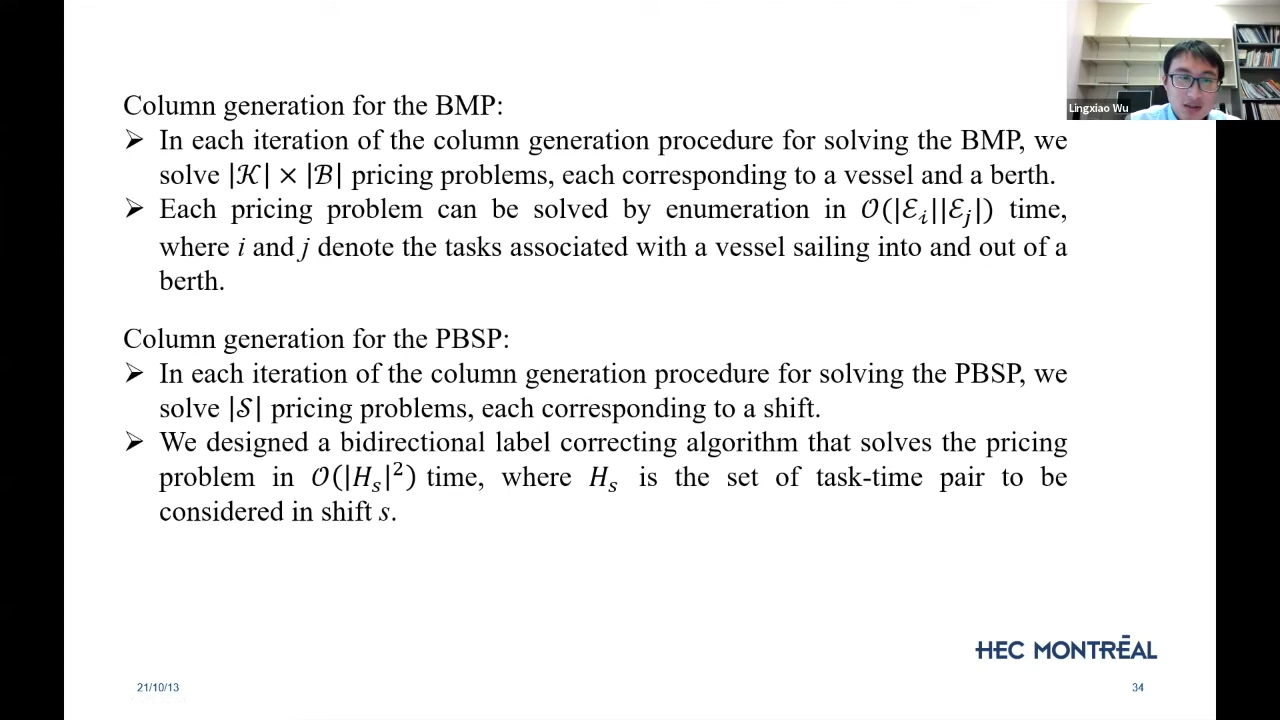 Column generation for the BMP:
➢ In each iteration of the column generation procedure for solving the BMP, we
solve |𝒦| × |ℬ| pricing problems, each corresponding to a vessel and a berth.
➢ Each pricing problem can be solved by enumeration in 𝒪(|ℰᵢ||ℰⱼ|) time,
where i and j denote the tasks associated with a vessel sailing into and out of a
berth.
Column generation for the PBSP:
➢ In each iteration of the column generation procedure for solving the PBSP, we
solve |𝒮| pricing problems, each corresponding to a shift.
➢ We designed a bidirectional label correcting algorithm that solves the pricing
problem in 𝒪(|Hₛ|²) time, where Hₛ is the set of task-time pair to be
considered in shift s.
Lingxiao Wu
HEC MONTRĒAL
21/10/13
34